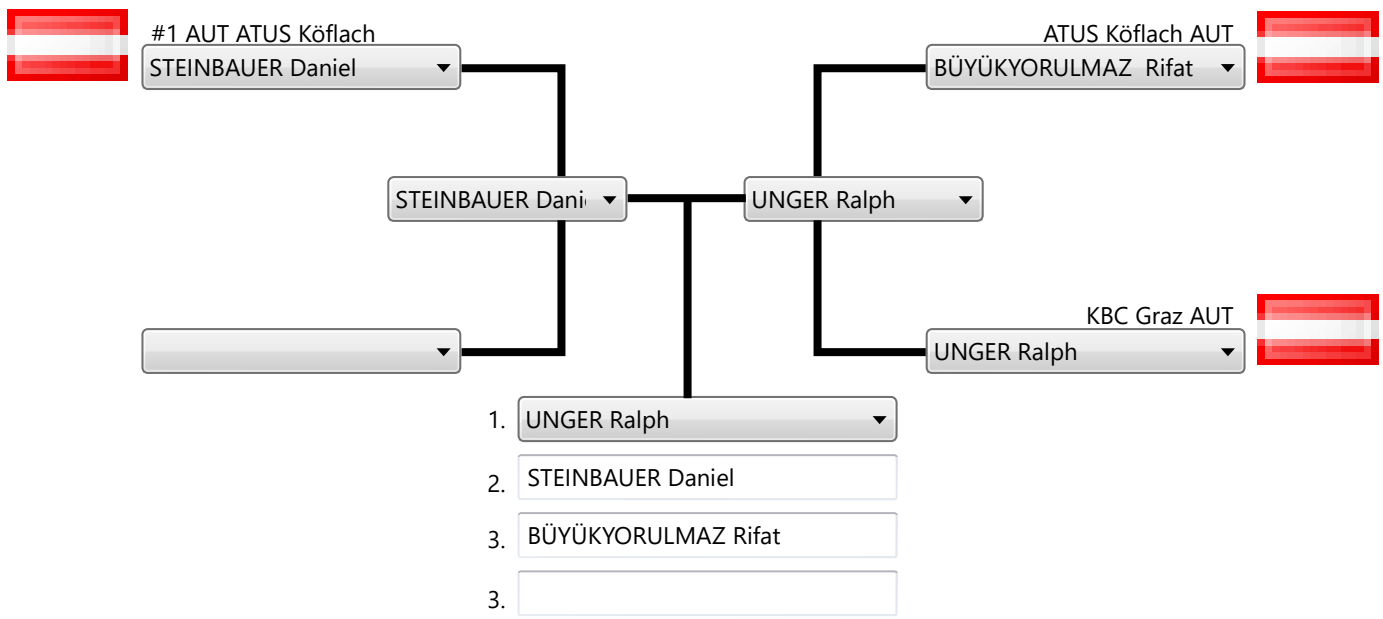 #1 AUT ATUS Köflach
STEINBAUER Daniel
ATUS Köflach AUT
BÜYÜKYORULMAZ  Rifat
STEINBAUER Dani
UNGER Ralph
KBC Graz AUT
UNGER Ralph
1. UNGER Ralph
2. STEINBAUER Daniel
3. BÜYÜKYORULMAZ Rifat
3.